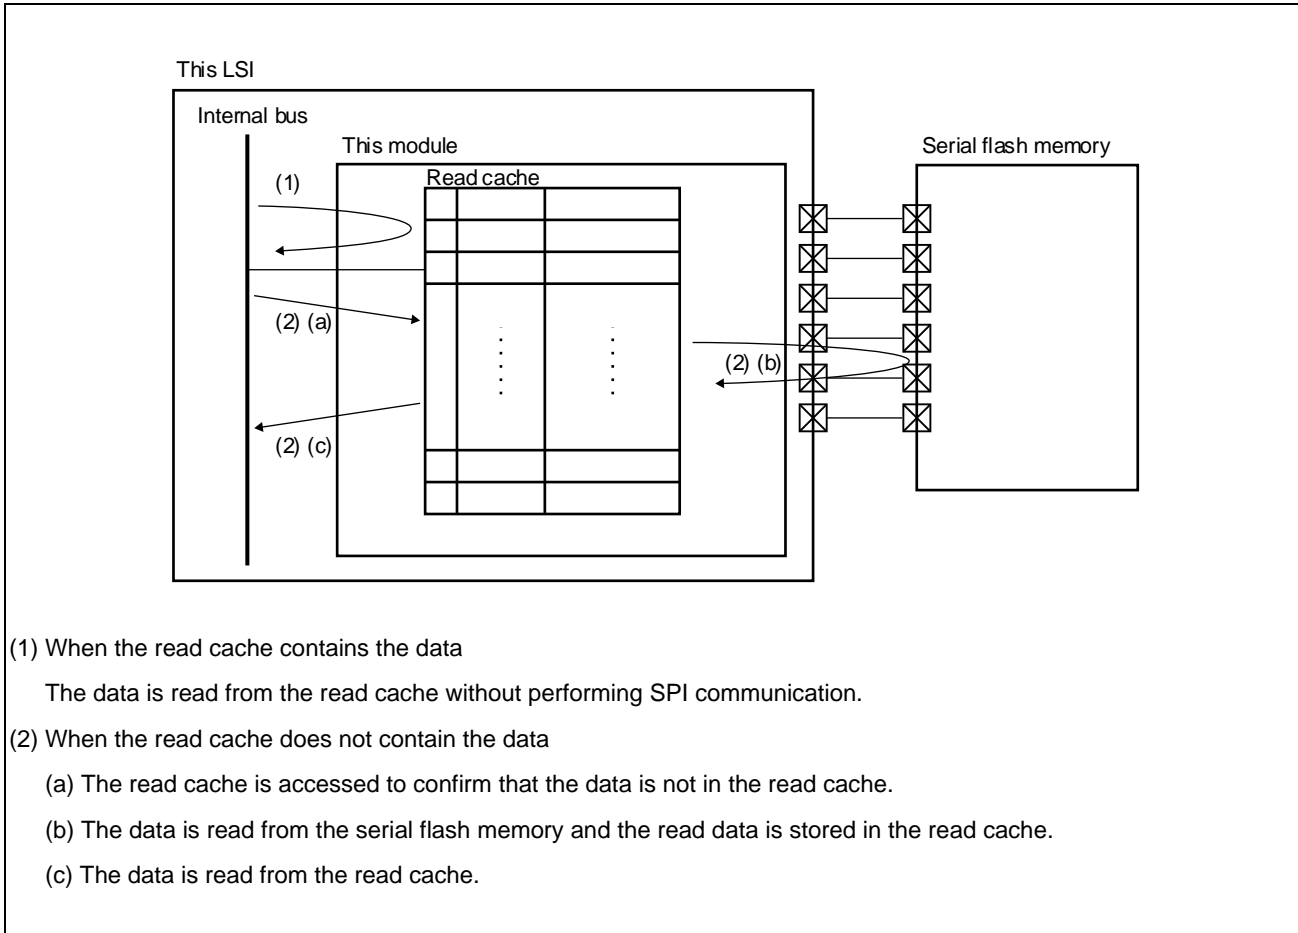 This LSI
Internal bus
This module
Serial flash memory
Read cache
(1)
(2) (a)
(2) (b)
(2) (c)
(1) When the read cache contains the data
The data is read from the read cache without performing SPI communication.
(2) When the read cache does not contain the data
(a) The read cache is accessed to confirm that the data is not in the read cache.
(b) The data is read from the serial flash memory and the read data is stored in the read cache.
(c) The data is read from the read cache.